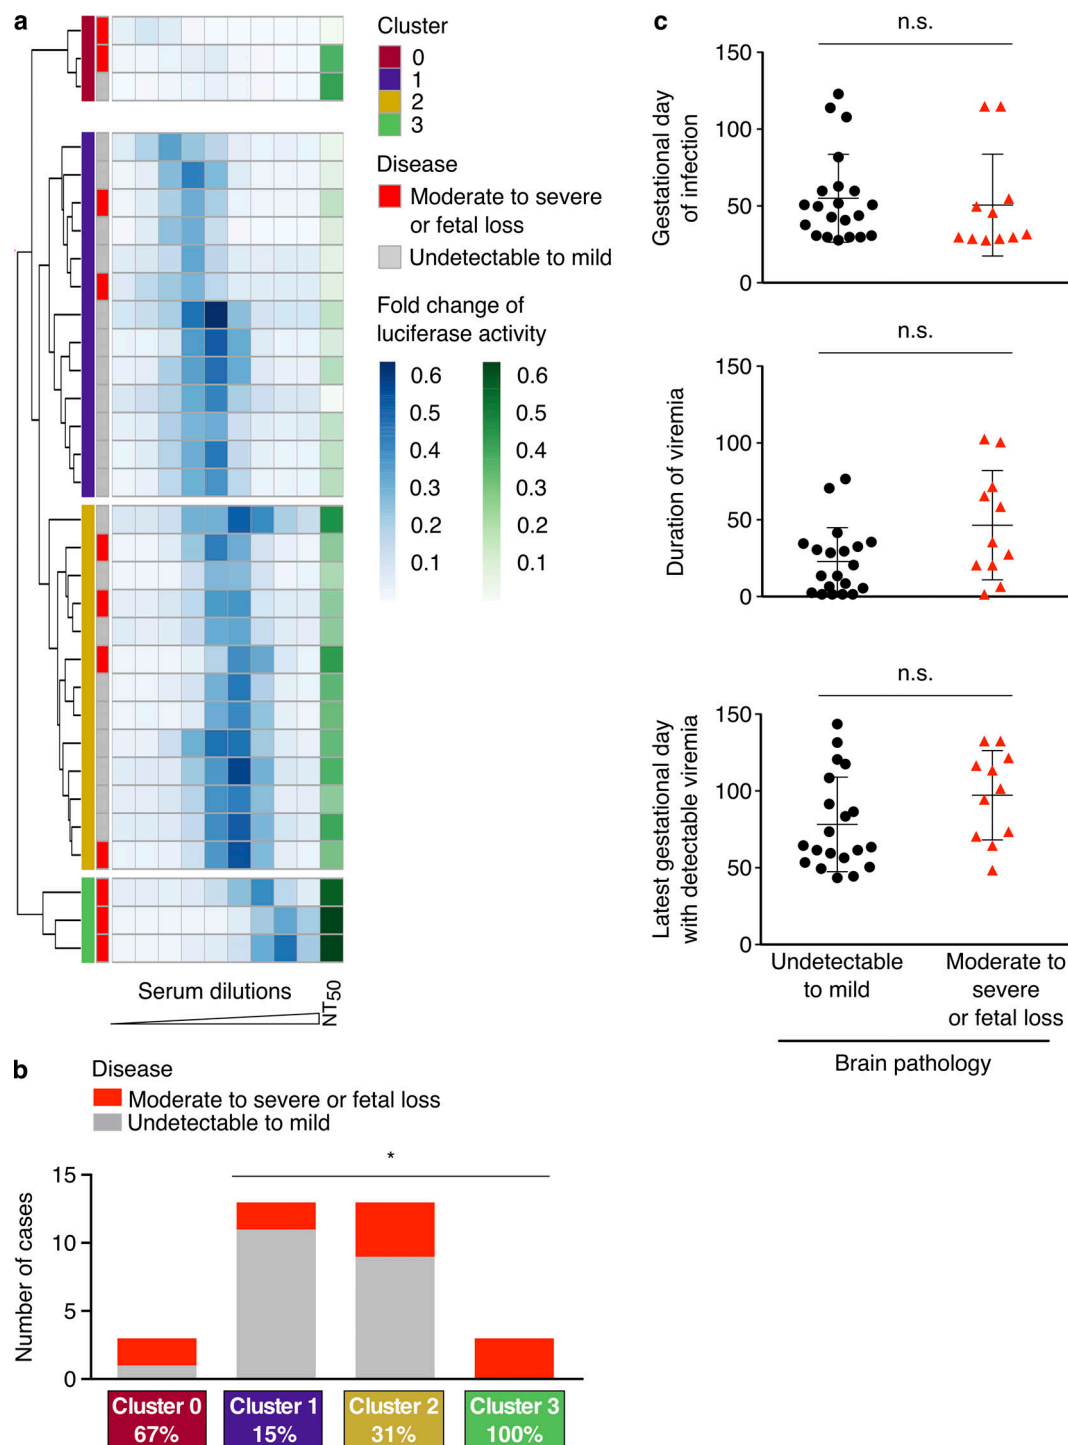 a
Cluster
0
1
2
3
Disease
Moderate to severe
or fetal loss
Undetectable to mild
Fold change of
luciferase activity
0.6 0.6
0.5 0.5
0.4 0.4
0.3 0.3
0.2 0.2
0.1 0.1
Serum dilutions
NT50
c
n.s.
150
100
50
0
Gestational day
of infection
n.s.
150
100
50
0
Duration of viremia
n.s.
150
100
50
0
Latest gestational day
with detectable viremia
Undetectable
to mild
Moderate to
severe
or fetal loss
Brain pathology
b
Disease
Moderate to severe or fetal loss
Undetectable to mild
*
15
10
5
0
Number of cases
Cluster 0
67%
Cluster 1
15%
Cluster 2
31%
Cluster 3
100%